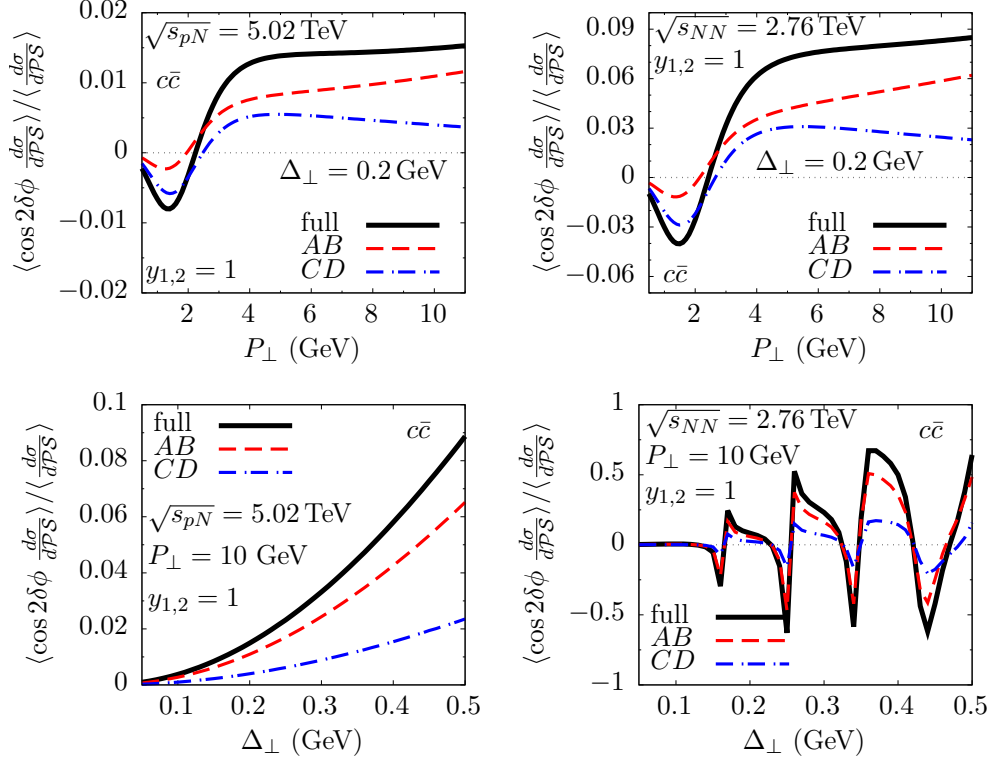 ⟨cos 2δϕ dσ/dPS⟩/⟨dσ/dPS⟩
0.02
0.01
0
−0.01
−0.02
√s_pN = 5.02 TeV
cc̄
Δ⊥ = 0.2 GeV
full
AB
CD
y1,2 = 1
2 4 6 8 10
P⊥ (GeV)
⟨cos 2δϕ dσ/dPS⟩/⟨dσ/dPS⟩
0.09
0.06
0.03
0
−0.03
−0.06
√s_NN = 2.76 TeV
y1,2 = 1
Δ⊥ = 0.2 GeV
full
AB
CD
cc̄
2 4 6 8 10
P⊥ (GeV)
⟨cos 2δϕ dσ/dPS⟩/⟨dσ/dPS⟩
0.1
0.08
0.06
0.04
0.02
0
full
AB
CD
cc̄
√s_pN = 5.02 TeV
P⊥ = 10 GeV
y1,2 = 1
0.1 0.2 0.3 0.4 0.5
Δ⊥ (GeV)
⟨cos 2δϕ dσ/dPS⟩/⟨dσ/dPS⟩
1
0.5
0
−0.5
−1
√s_NN = 2.76 TeV
cc̄
P⊥ = 10 GeV
y1,2 = 1
full
AB
CD
0.1 0.2 0.3 0.4 0.5
Δ⊥ (GeV)